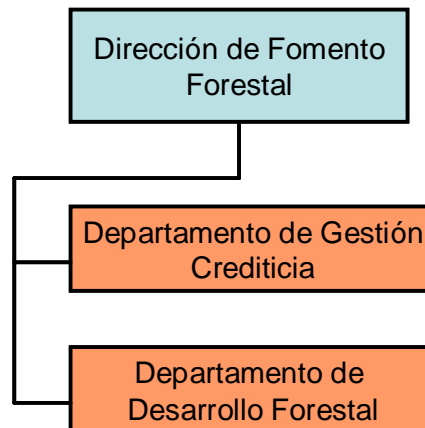 Dirección de Fomento
Forestal
Departamento de Gestión
Crediticia
Departamento de
Desarrollo Forestal